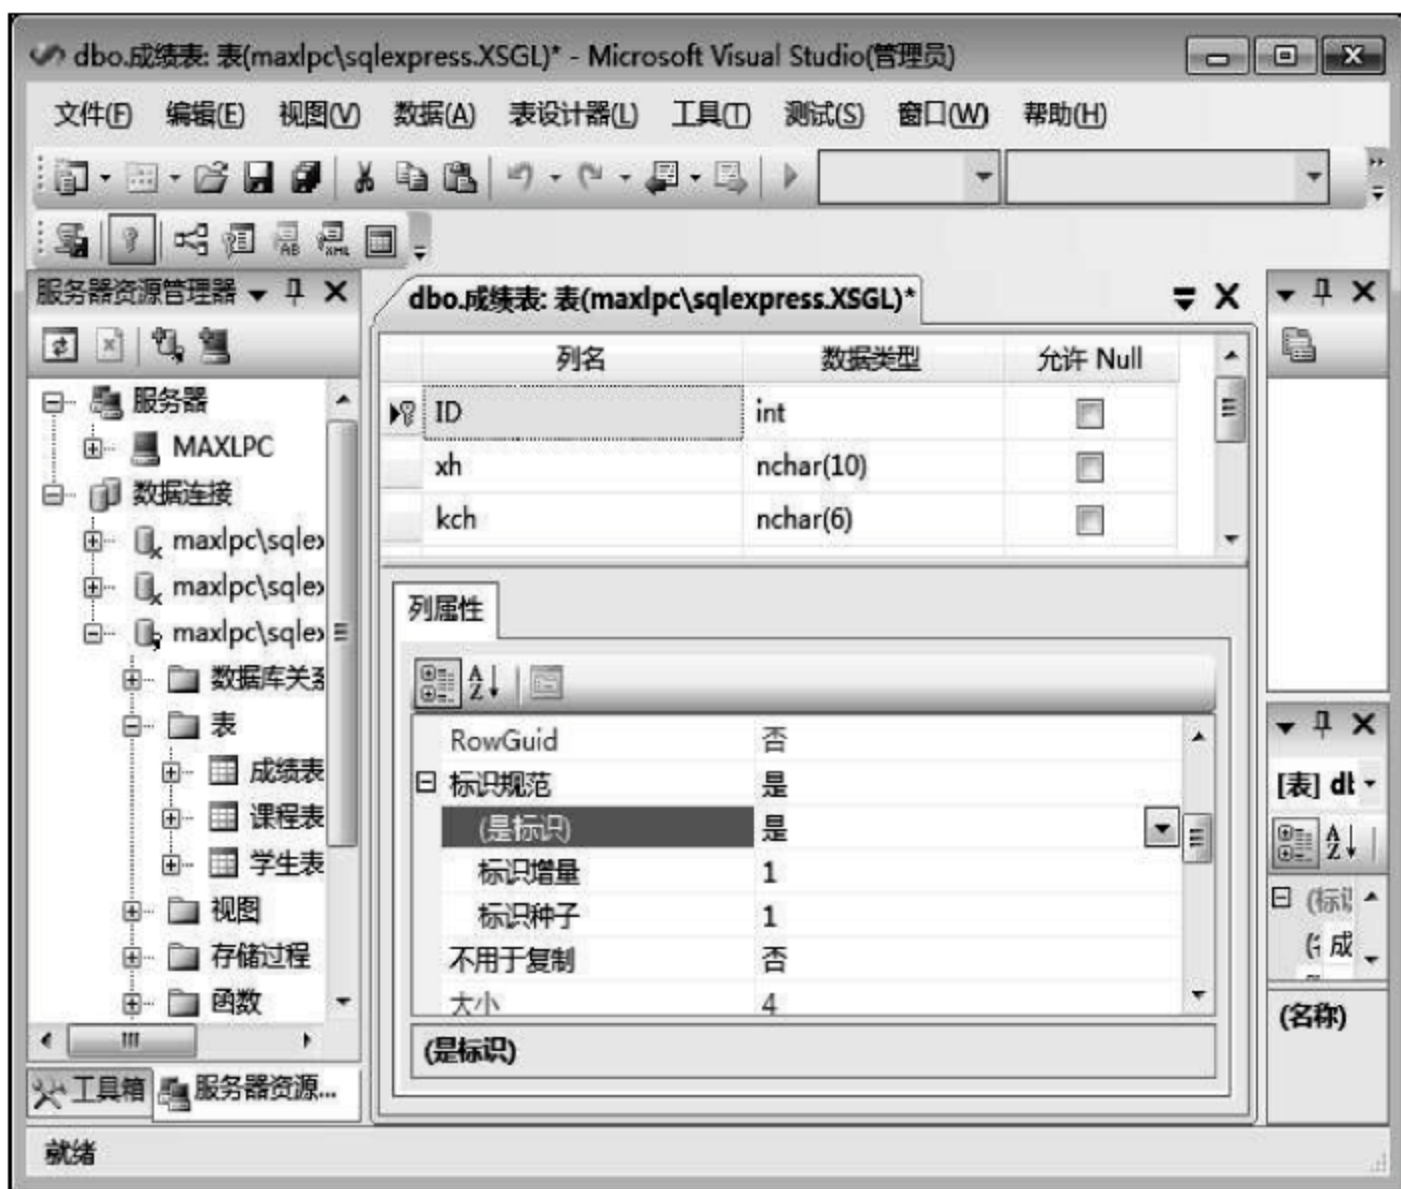 dbo.成绩表: 表(maxlpc\sqlexpress.XSGL)* - Microsoft Visual Studio(管理员)
文件(F) 编辑(E) 视图(V) 数据(A) 表设计器(L) 工具(T) 测试(S) 窗口(W) 帮助(H)
服务器资源管理器
服务器
MAXLPC
数据连接
maxlpc\sqlex
maxlpc\sqlex
maxlpc\sqlex
数据库关系
表
成绩表
课程表
学生表
视图
存储过程
函数
工具箱
服务器资源...
dbo.成绩表: 表(maxlpc\sqlexpress.XSGL)*
列名 数据类型 允许 Null
ID int
xh nchar(10)
kch nchar(6)
列属性
RowGuid 否
标识规范 是
(是标识) 是
标识增量 1
标识种子 1
不用于复制 否
大小 4
(是标识)
[表] dl
(标识
成
(名称)
就绪